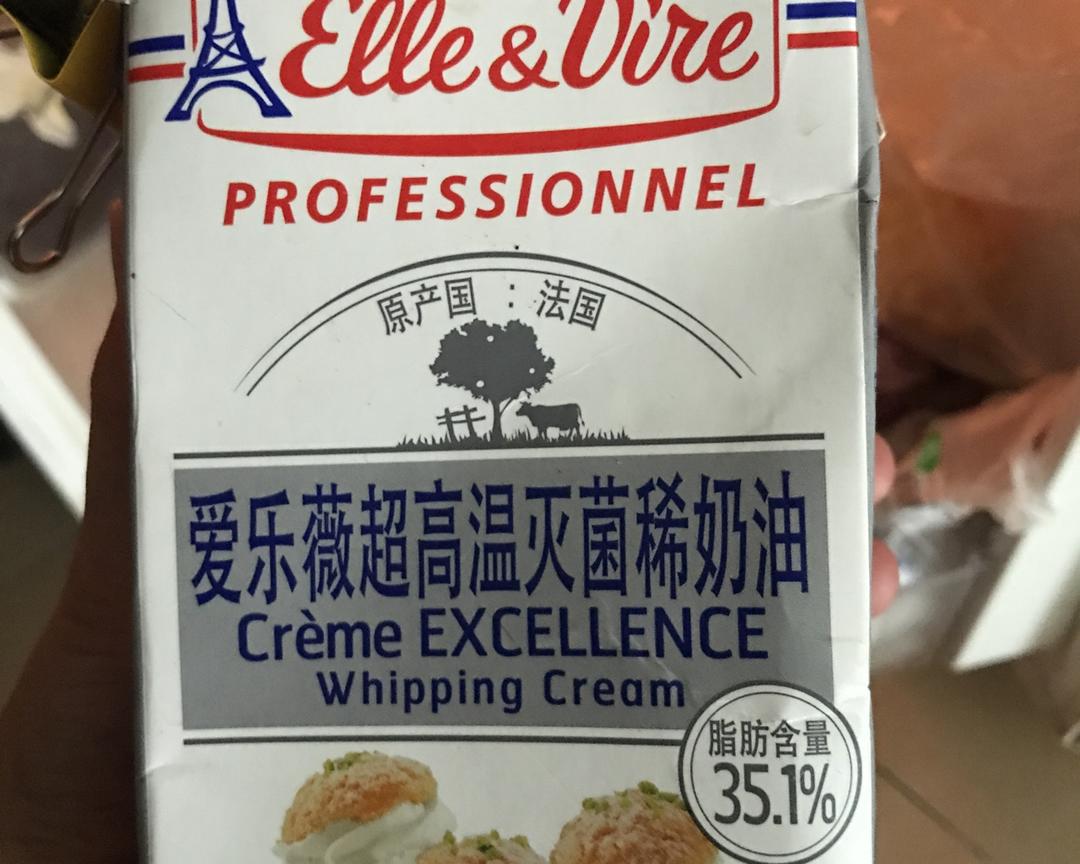 Elle & Vire
PROFESSIONNEL
原产国 : 法国
爱乐薇超高温灭菌稀奶油
Crème EXCELLENCE
Whipping Cream
脂肪含量
35.1%